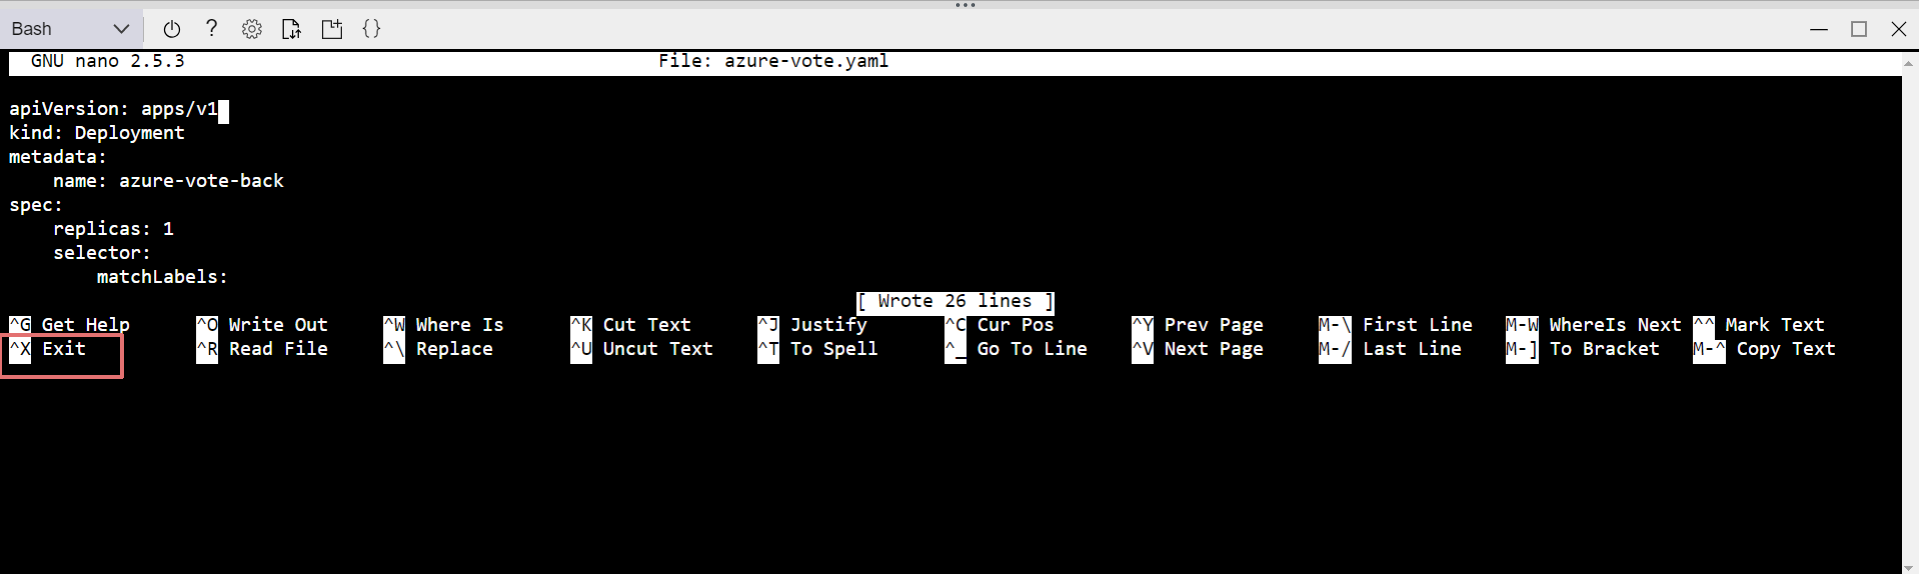 Bash ? {}
GNU nano 2.5.3 File: azure-vote.yaml
apiVersion: apps/v1
kind: Deployment
metadata:
    name: azure-vote-back
spec:
    replicas: 1
    selector:
        matchLabels:
[ Wrote 26 lines ]
^G Get Help ^O Write Out ^W Where Is ^K Cut Text ^J Justify ^C Cur Pos ^Y Prev Page M-\ First Line M-W WhereIs Next ^^ Mark Text
^X Exit ^R Read File ^\ Replace ^U Uncut Text ^T To Spell ^_ Go To Line ^V Next Page M-/ Last Line M-] To Bracket M-^ Copy Text